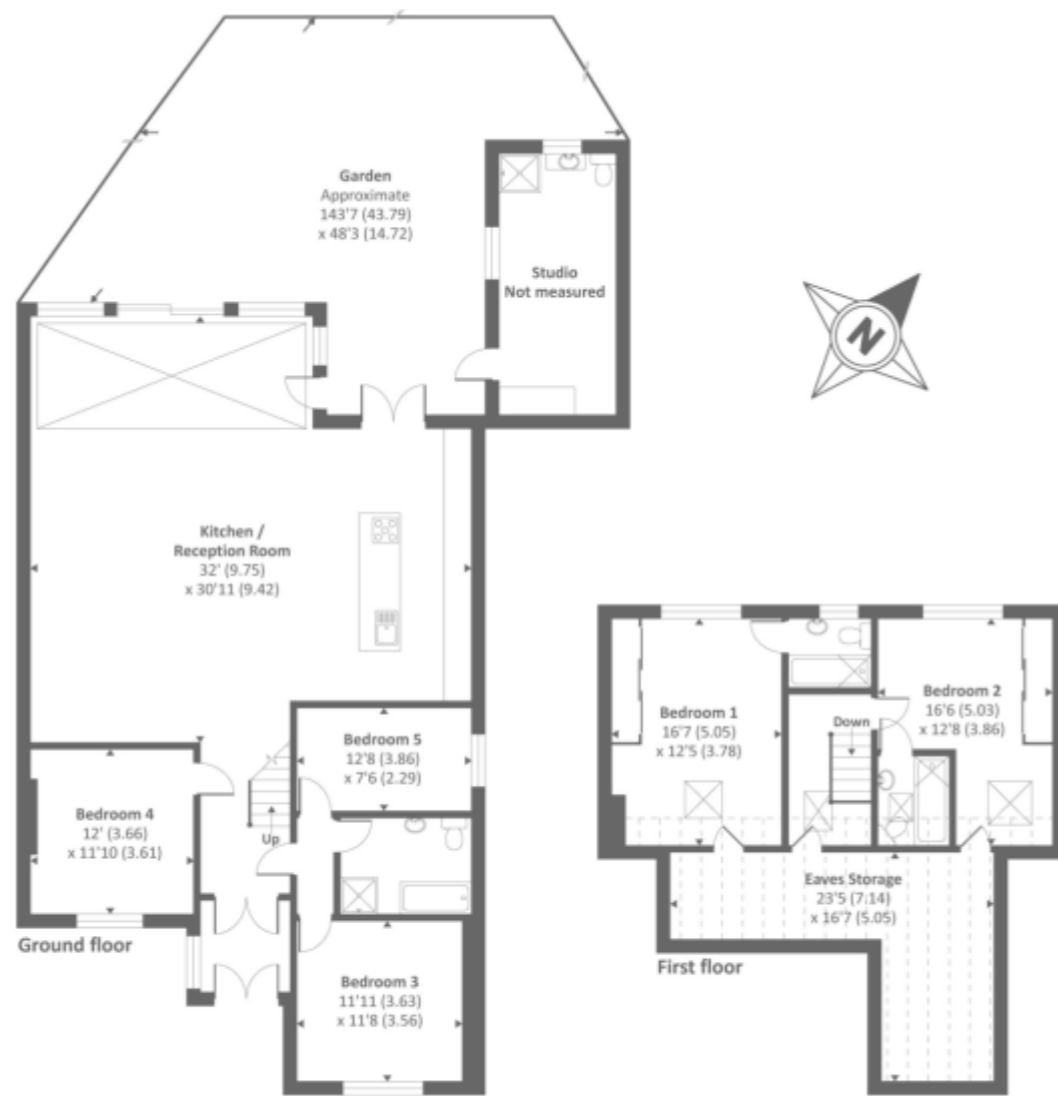 Garden
Approximate
143'7 (43.79)
x 48'3 (14.72)
Studio
Not measured
N
Kitchen /
Reception Room
32' (9.75)
x 30'11 (9.42)
Bedroom 5
12'8 (3.86)
x 7'6 (2.29)
Bedroom 4
12' (3.66)
x 11'10 (3.61)
Up
Ground floor
Bedroom 3
11'11 (3.63)
x 11'8 (3.56)
Bedroom 1
16'7 (5.05)
x 12'5 (3.78)
Down
Bedroom 2
16'6 (5.03)
x 12'8 (3.86)
Eaves Storage
23'5 (7.14)
x 16'7 (5.05)
First floor